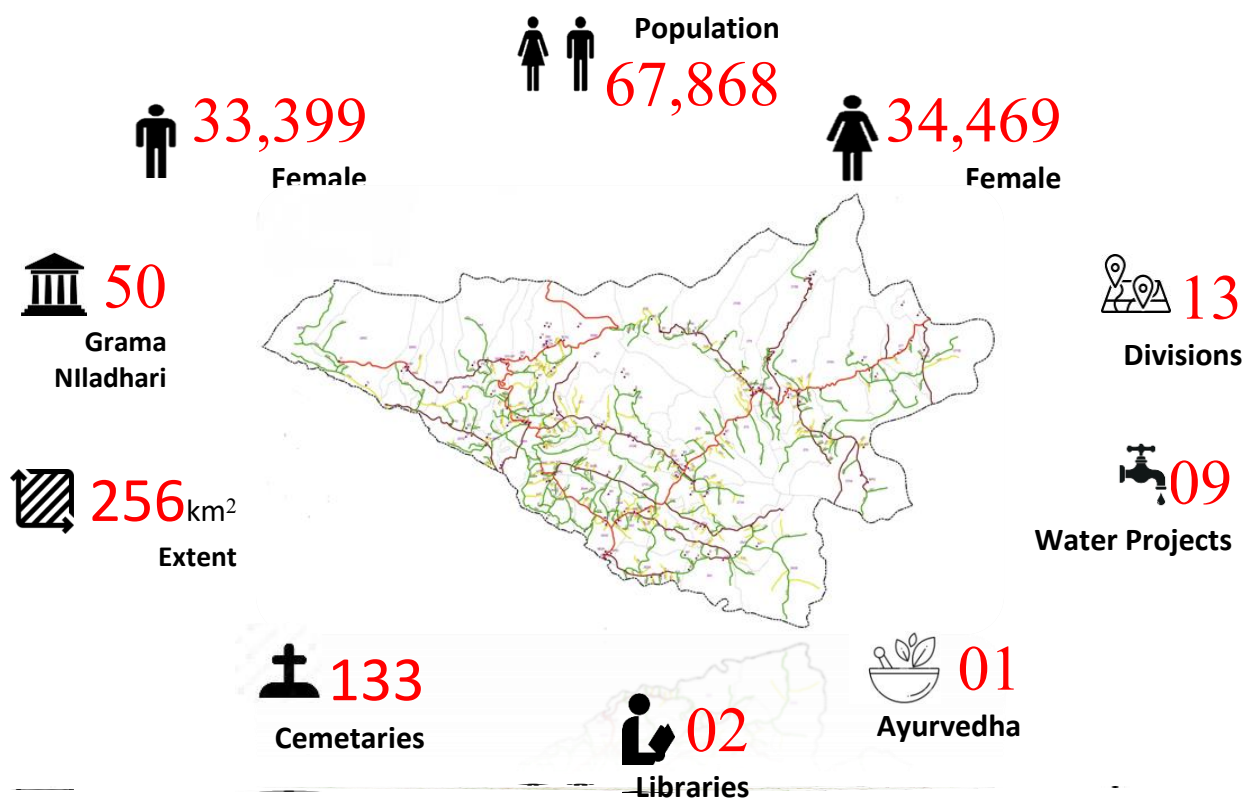 Population
67,868
33,399
Female
34,469
Female
50
Grama
NIladhari
13
Divisions
256km²
Extent
09
Water Projects
133
Cemetaries
02
Libraries
01
Ayurvedha